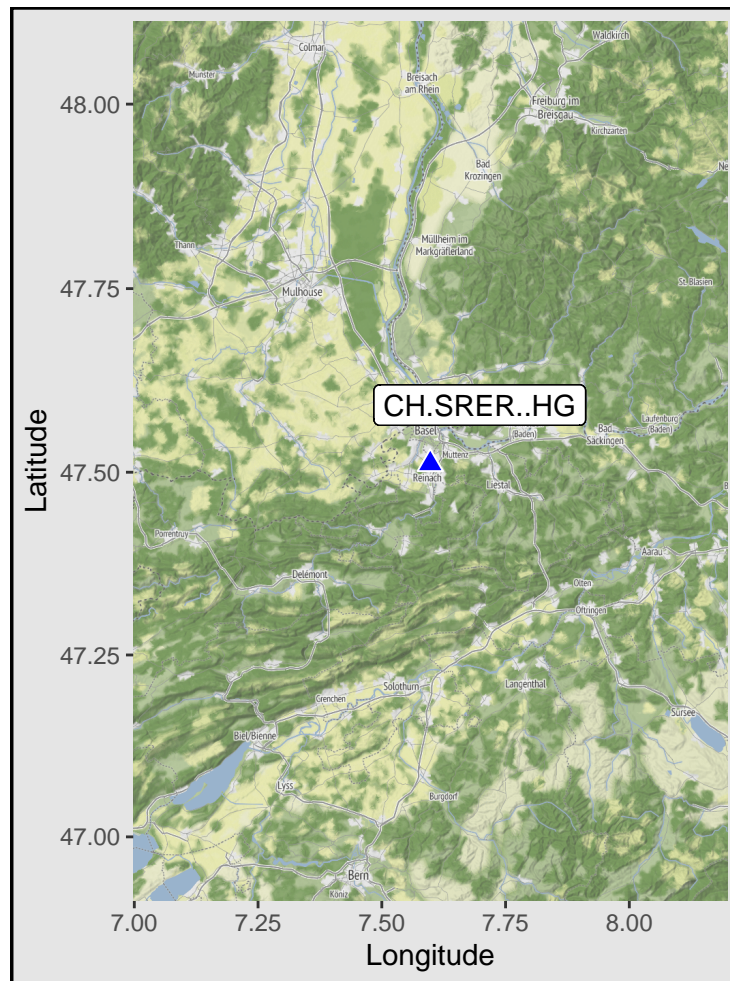 Waldkirch
Colmar
Munster
Breisach
am Rhein
48.00
Freiburg im
Breisgau
Kirchzarten
Bad
Krozingen
Müllheim im
Markgräflerland
Thann
47.75
Mulhouse
St. Blasien
CH.SRER..HG
Laufenburg
(Baden)
Basel
(Baden)
Bad
Säckingen
Muttenz
47.50
Reinach
Liestal
Latitude
Porrentruy
Aarau
Delémont
Olten
Oftringen
47.25
Solothurn
Langenthal
Grenchen
Sursee
Biel/Bienne
Lyss
Burgdorf
47.00
Bern
Köniz
7.00
7.25
7.50
7.75
8.00
Longitude